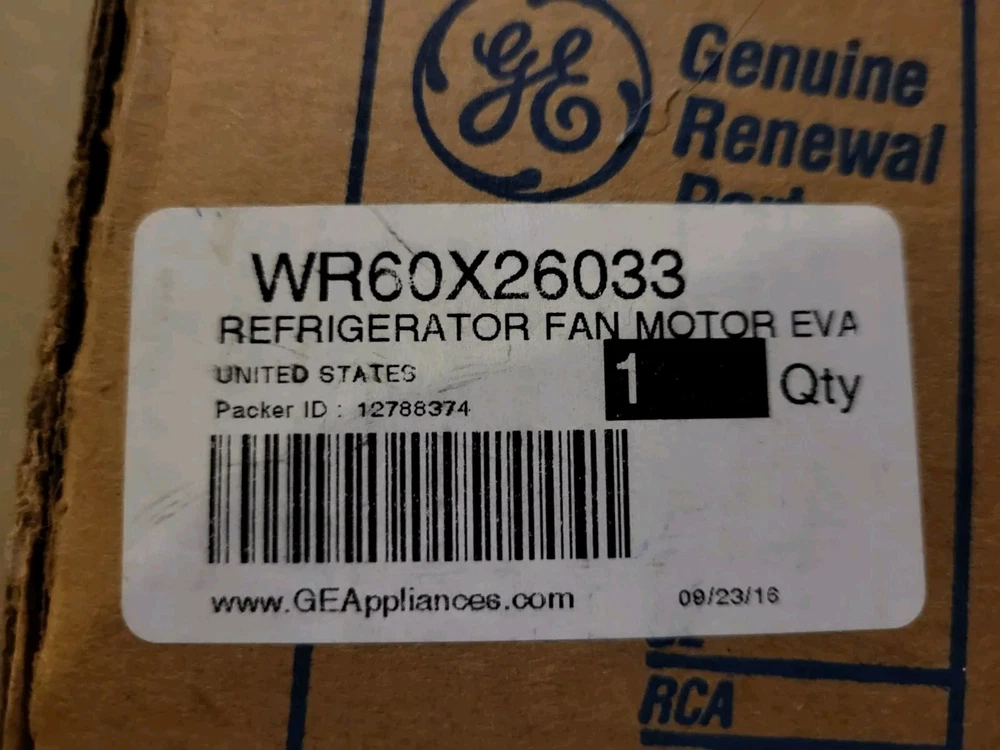 GE
Genuine
Renewal
Part
WR60X26033
REFRIGERATOR FAN MOTOR EVA
UNITED STATES
1 Qty
Packer ID : 12788374
www.GEAppliances.com
09/23/16
RCA